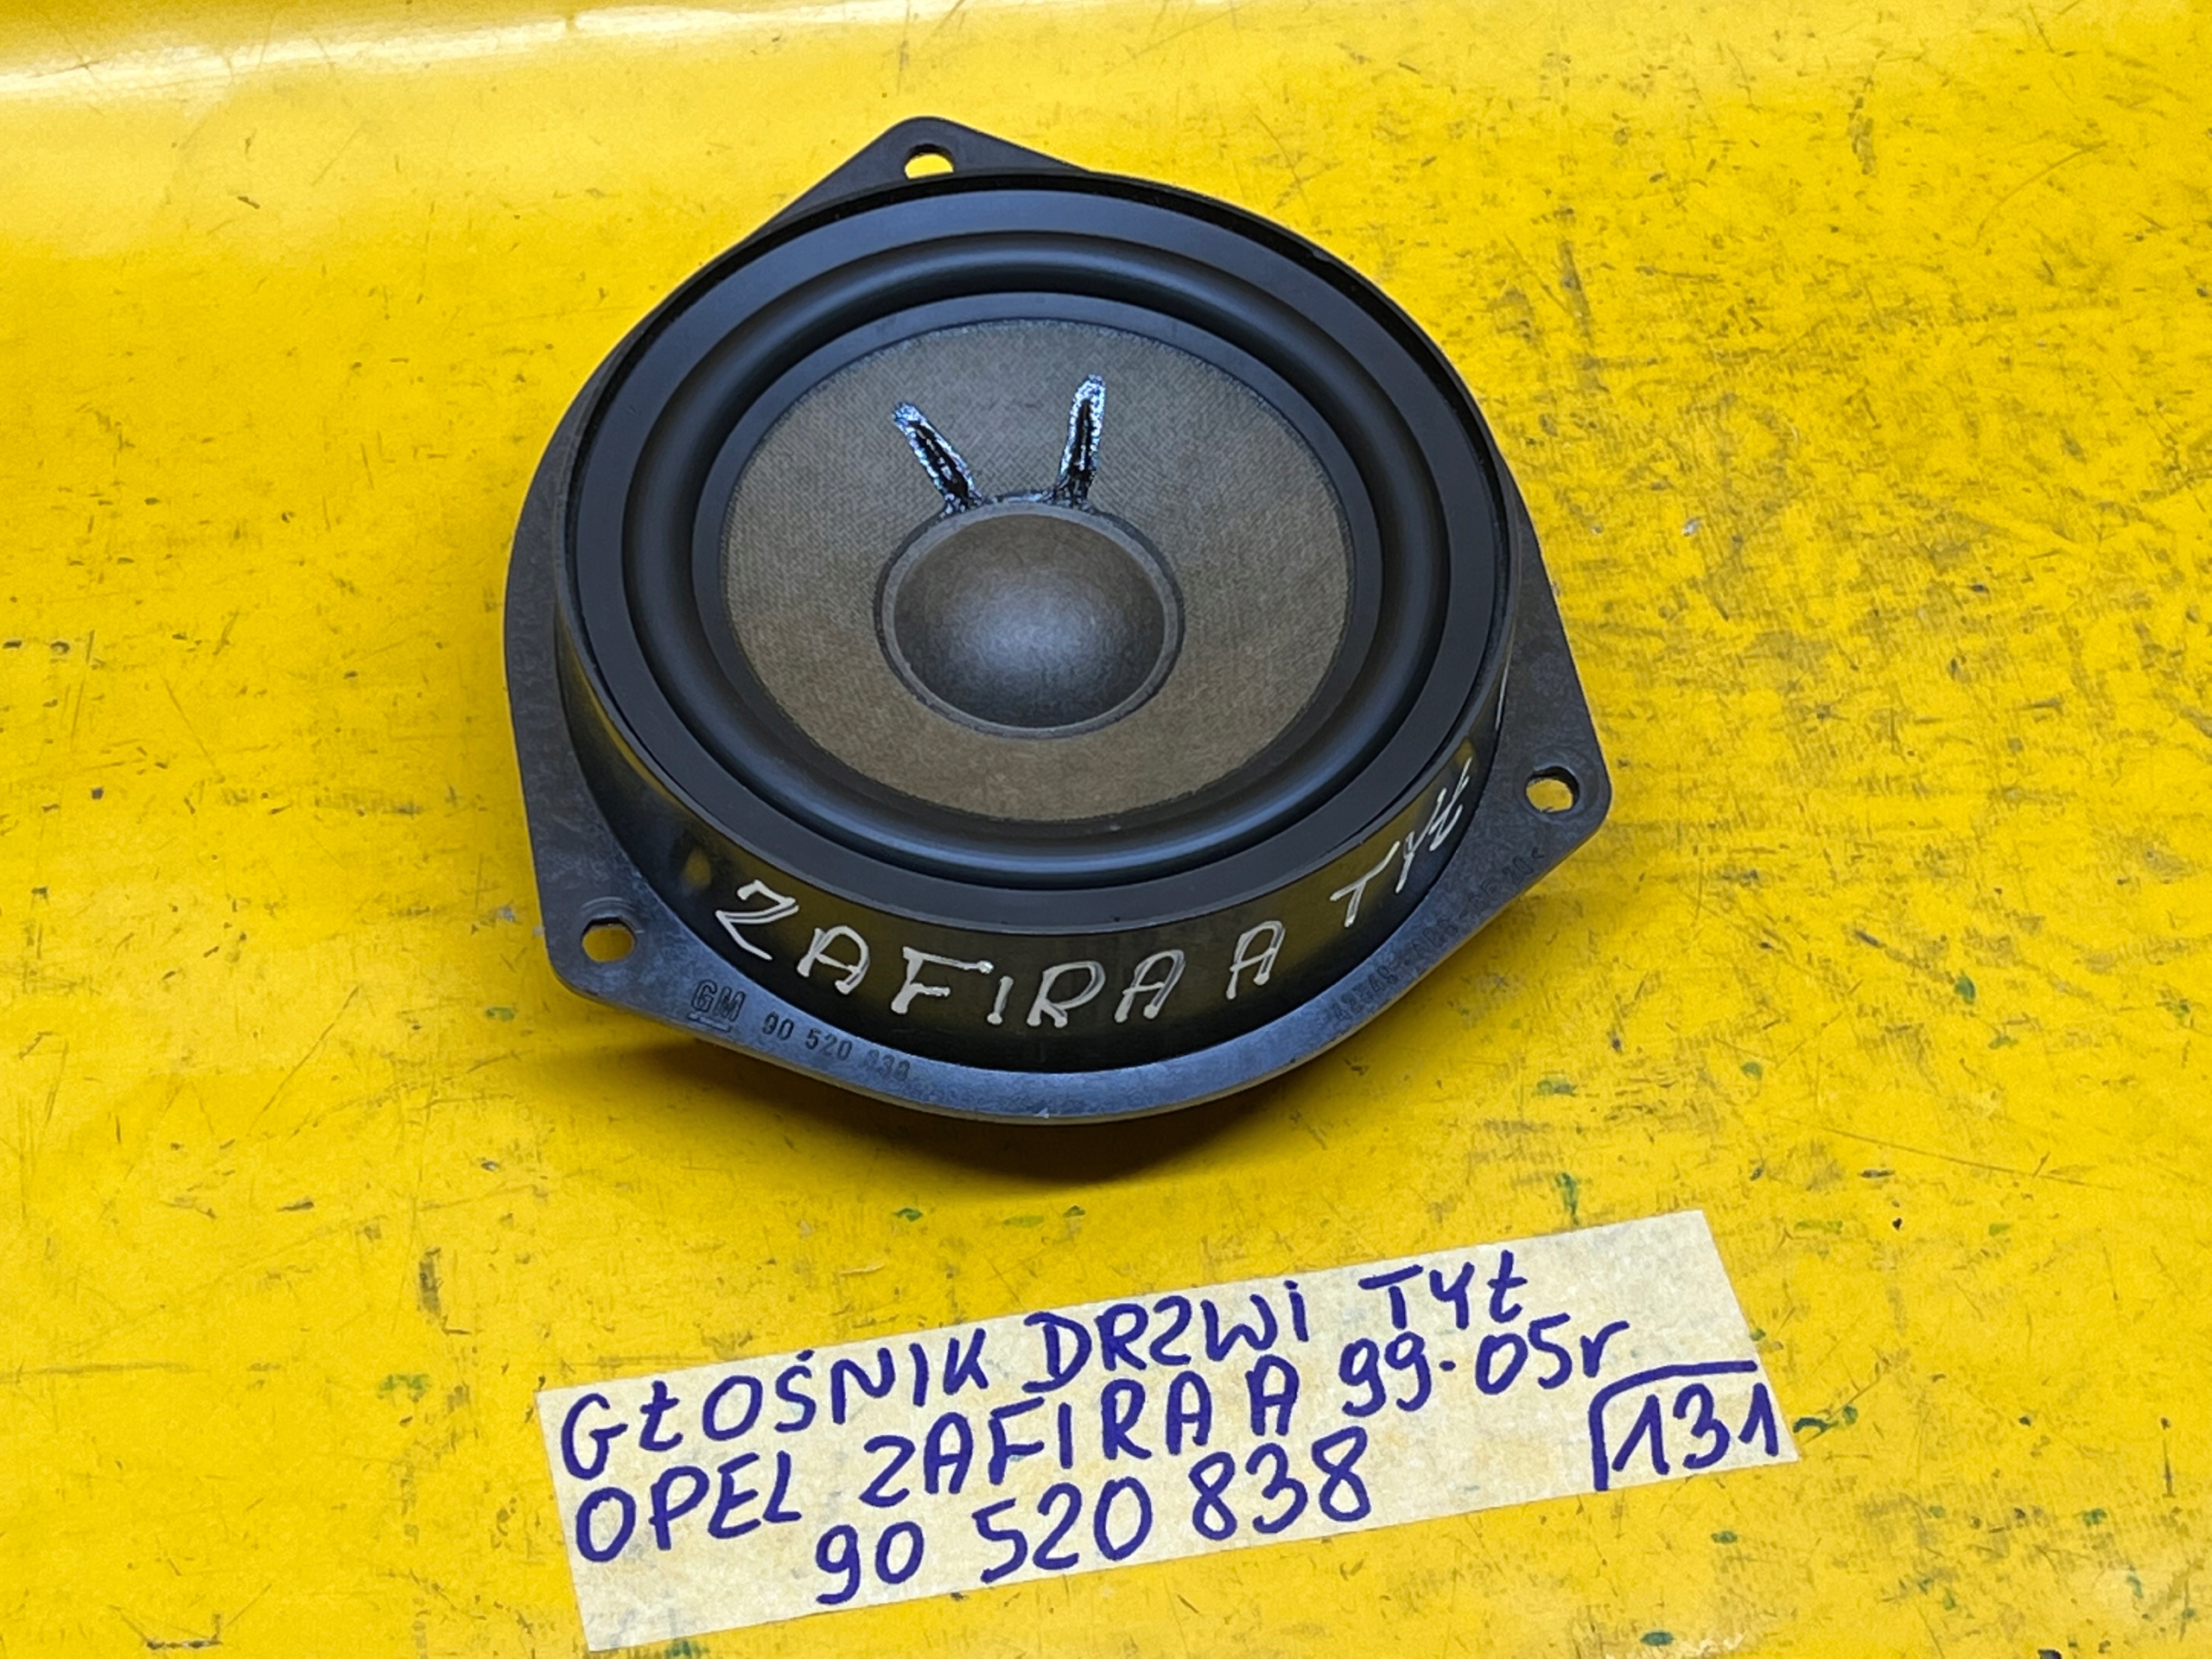 ZAFIRA A TYŁ
GM 90 520 838
GŁOŚNIK DRZWI TYŁ
OPEL ZAFIRA A 99-05r
90 520 838
131